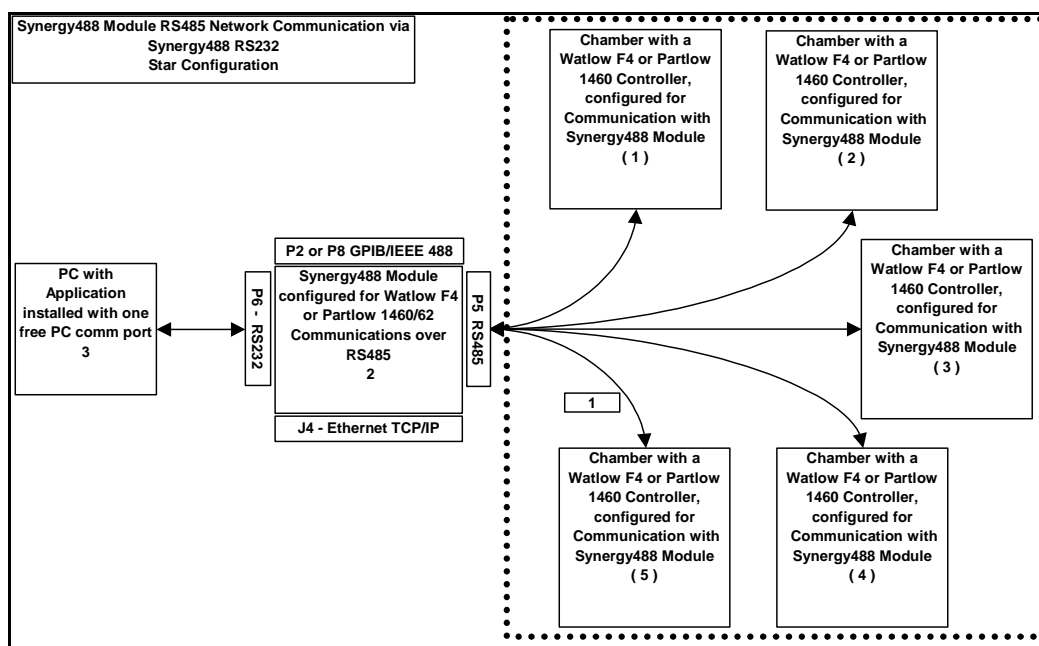 Synergy488 Module RS485 Network Communication via
Synergy488 RS232
Star Configuration
Chamber with a
Watlow F4 or Partlow
1460 Controller,
configured for
Communication with
Synergy488 Module
( 1 )
Chamber with a
Watlow F4 or Partlow
1460 Controller,
configured for
Communication with
Synergy488 Module
( 2 )
PC with
Application
installed with one
free PC comm port
3
P6 - RS232
P2 or P8 GPIB/IEEE 488
Synergy488 Module
configured for Watlow F4
or Partlow 1460/62
Communications over
RS485
2
J4 - Ethernet TCP/IP
P5 RS485
Chamber with a
Watlow F4 or Partlow
1460 Controller,
configured for
Communication with
Synergy488 Module
( 3 )
1
Chamber with a
Watlow F4 or Partlow
1460 Controller,
configured for
Communication with
Synergy488 Module
( 5 )
Chamber with a
Watlow F4 or Partlow
1460 Controller,
configured for
Communication with
Synergy488 Module
( 4 )